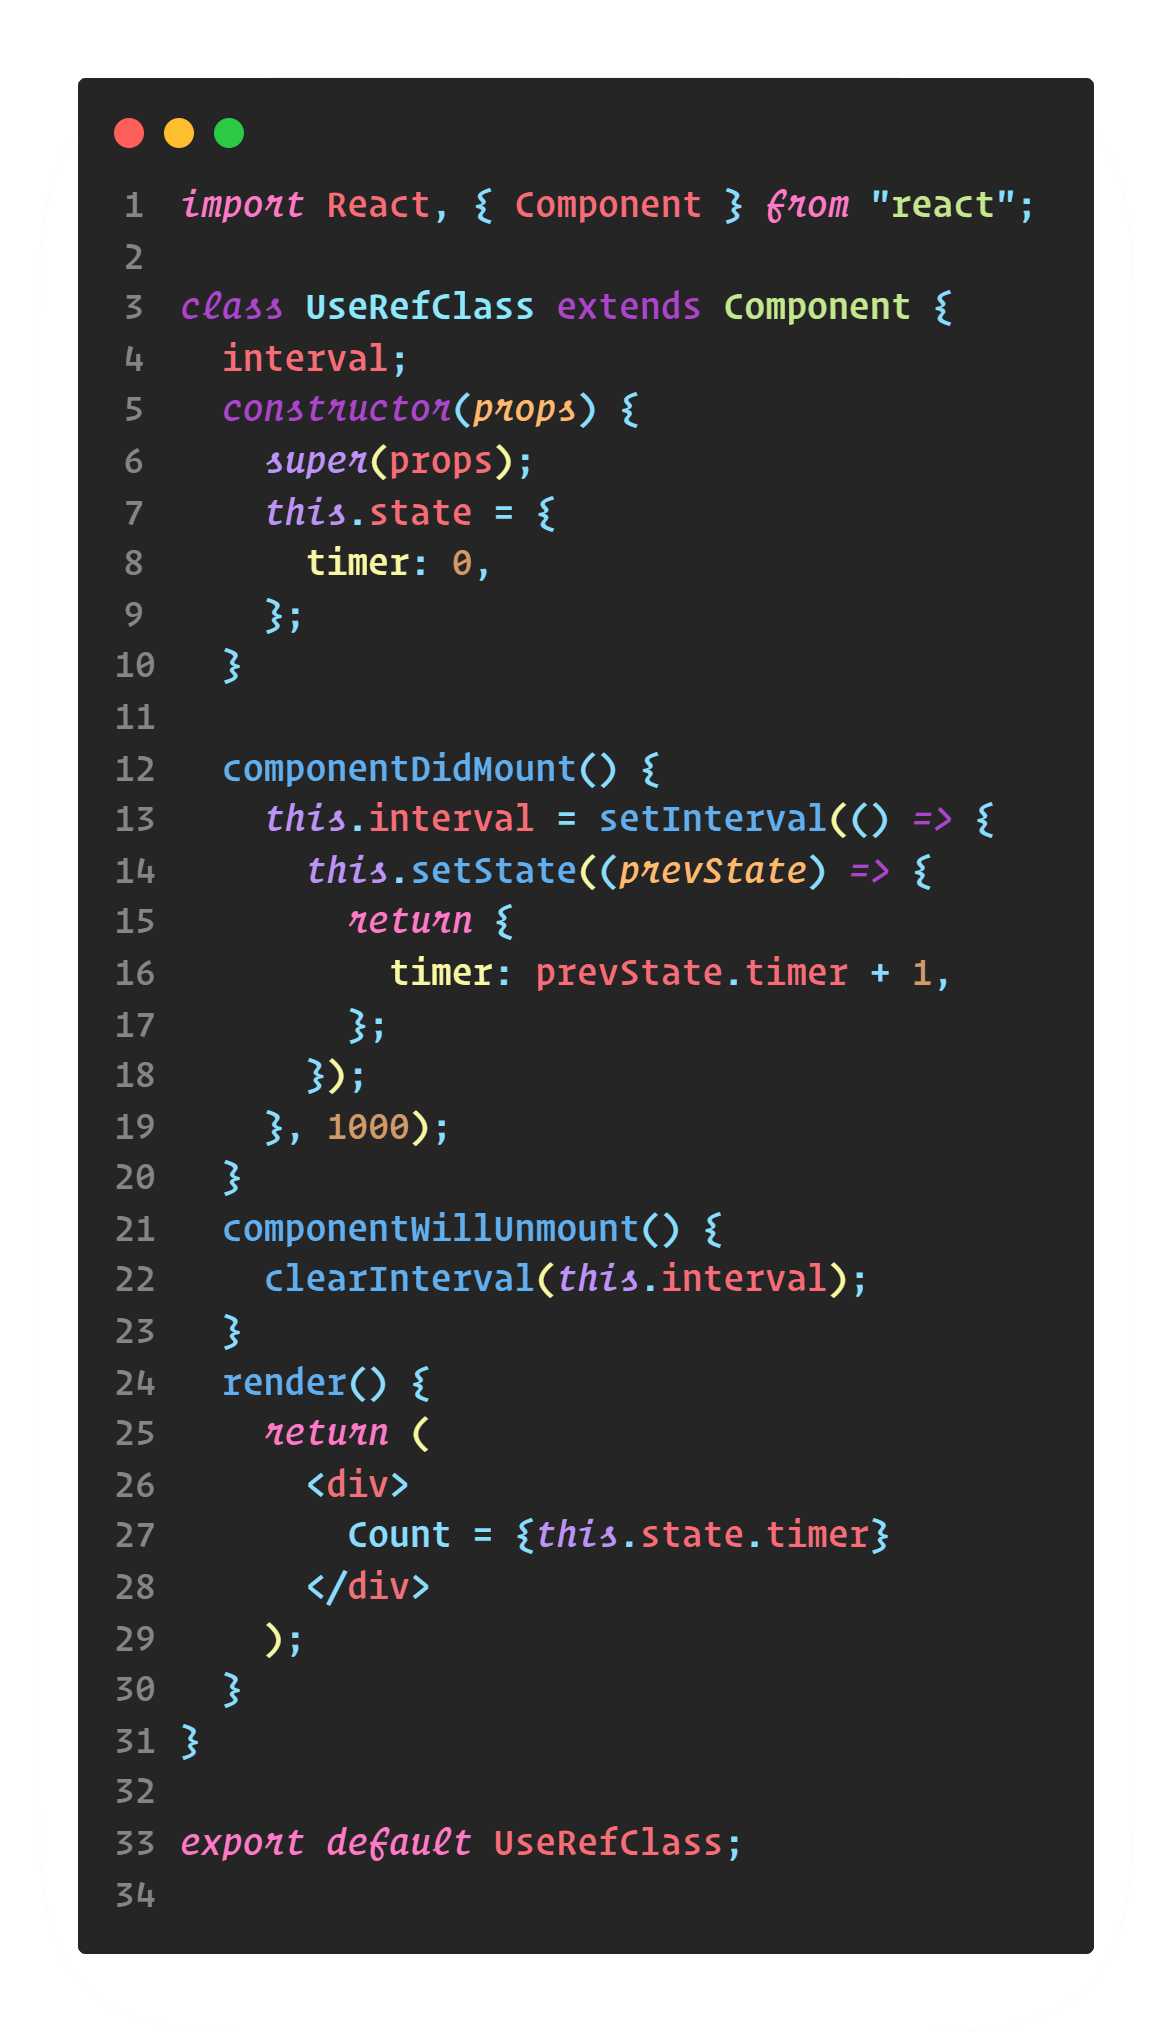 1 import React, { Component } from "react";
2
3 class UseRefClass extends Component {
4   interval;
5   constructor(props) {
6     super(props);
7     this.state = {
8       timer: 0,
9     };
10   }
11
12   componentDidMount() {
13     this.interval = setInterval(() => {
14       this.setState((prevState) => {
15         return {
16           timer: prevState.timer + 1,
17         };
18       });
19     }, 1000);
20   }
21   componentWillUnmount() {
22     clearInterval(this.interval);
23   }
24   render() {
25     return (
26       <div>
27         Count = {this.state.timer}
28       </div>
29     );
30   }
31 }
32
33 export default UseRefClass;
34